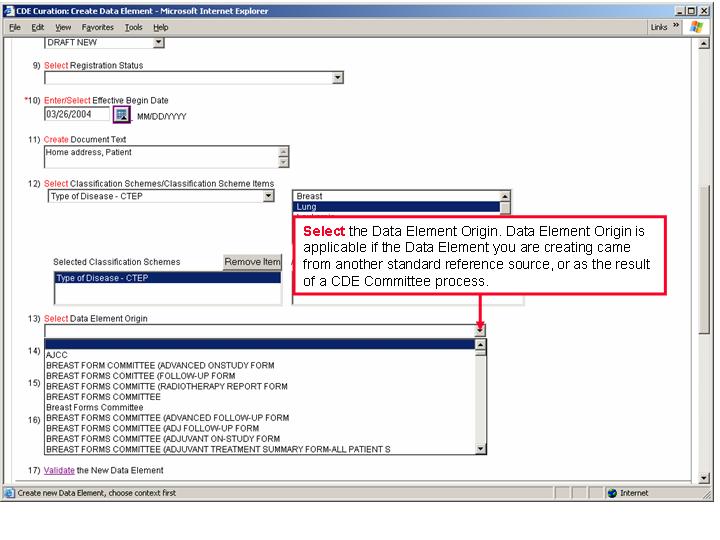 CDE Curation: Create Data Element - Microsoft Internet Explorer
File Edit View Favorites Tools Help Links »
DRAFT NEW
9) Select Registration Status
*10) Enter/Select Effective Begin Date
03/26/2004 MM/DD/YYYY
11) Create Document Text
Home address, Patient
12) Select Classification Schemes/Classification Scheme Items
Type of Disease - CTEP
Breast
Lung
Select the Data Element Origin. Data Element Origin is
applicable if the Data Element you are creating came
from another standard reference source, or as the result
of a CDE Committee process.
Selected Classification Schemes Remove Item
Type of Disease - CTEP
13) Select Data Element Origin
14)
AJCC
BREAST FORM COMMITTEE (ADVANCED ONSTUDY FORM
BREAST FORMS COMITTEE (FOLLOW-UP FORM
15) BREAST FORMS COMMITTE (RADIOTHERAPY REPORT FORM
BREAST FORMS COMMITTEE
Breast Forms Committee
16) BREAST FORMS COMMITTEE (ADVANCED FOLLOW-UP FORM
BREAST FORMS COMMITTEE (ADJ FOLLOW-UP FORM
BREAST FORMS COMMITTEE (ADJUVANT ON-STUDY FORM
BREAST FORMS COMMITTEE (ADJUVANT TREATMENT SUMMARY FORM-ALL PATIENT S
17) Validate the New Data Element
Create new Data Element, choose context first Internet